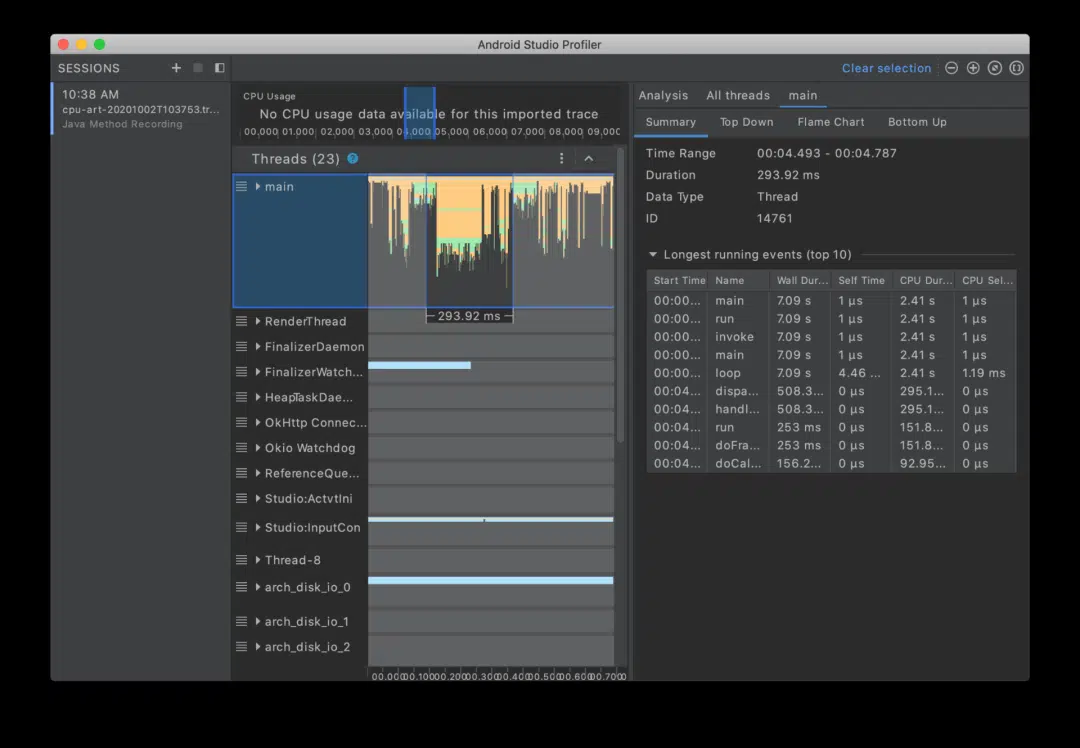 Android Studio Profiler
SESSIONS
Clear selection
10:38 AM
cpu-art-20201002T103753.tr...
Java Method Recording
CPU Usage
No CPU usage data available for this imported trace
00,000 01,000 02,000 03,000 04,000 05,000 06,000 07,000 08,000 09,000
Threads (23)
main
293.92 ms
RenderThread
FinalizerDaemon
FinalizerWatch...
HeapTaskDae...
OkHttp Connec...
Okio Watchdog
ReferenceQue...
Studio:ActvtIni
Studio:InputCon
Thread-8
arch_disk_io_0
arch_disk_io_1
arch_disk_io_2
00.000 00.100 00.200 00.300 00.400 00.500 00.600 00.700
Analysis All threads main
Summary Top Down Flame Chart Bottom Up
Time Range 00:04.493 - 00:04.787
Duration 293.92 ms
Data Type Thread
ID 14761
Longest running events (top 10)
Start Time Name Wall Dur... Self Time CPU Dur... CPU Sel...
00:00... main 7.09 s 1 μs 2.41 s 1 μs
00:00... run 7.09 s 1 μs 2.41 s 1 μs
00:00... invoke 7.09 s 1 μs 2.41 s 1 μs
00:00... main 7.09 s 1 μs 2.41 s 1 μs
00:00... loop 7.09 s 4.46 ... 2.41 s 1.19 ms
00:04... dispa... 508.3... 0 μs 295.1... 0 μs
00:04... handl... 508.3... 0 μs 295.1... 0 μs
00:04... run 253 ms 0 μs 151.8... 0 μs
00:04... doFra... 253 ms 0 μs 151.8... 0 μs
00:04... doCal... 156.2... 0 μs 92.95... 0 μs